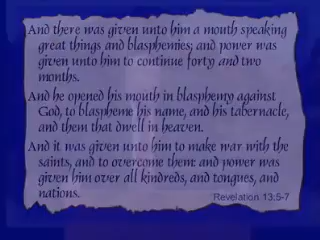 And there was given unto him a mouth speaking
great things and blasphemies; and power was
given unto him to continue forty and two
months.
And he opened his mouth in blasphemy against
God, to blaspheme his name, and his tabernacle,
and them that dwell in heaven.
And it was given unto him to make war with the
saints, and to overcome them: and power was
given him over all kindreds, and tongues, and
nations.
Revelation 13:5-7